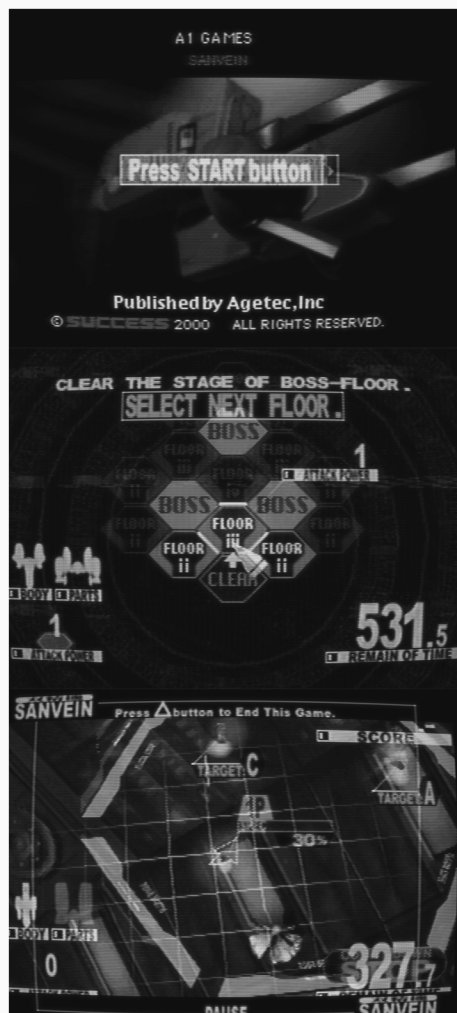 A1 GAMES
SANVEIN
Press START button
Published by Agetec,Inc
© SUCCESS 2000 ALL RIGHTS RESERVED.
CLEAR THE STAGE OF BOSS-FLOOR.
SELECT NEXT FLOOR.
BOSS
1
ATTACK POWER
BOSS
BOSS
FLOOR
iii
FLOOR
ii
FLOOR
ii
CLEAR
BODY PARTS
1
ATTACK POWER
531.5
REMAIN OF TIME
SANVEIN
Press △ button to End This Game.
SCORE
TARGET:C
TARGET:A
1P
30%
BODY PARTS
0
327.7
PAUSE
SANVEIN